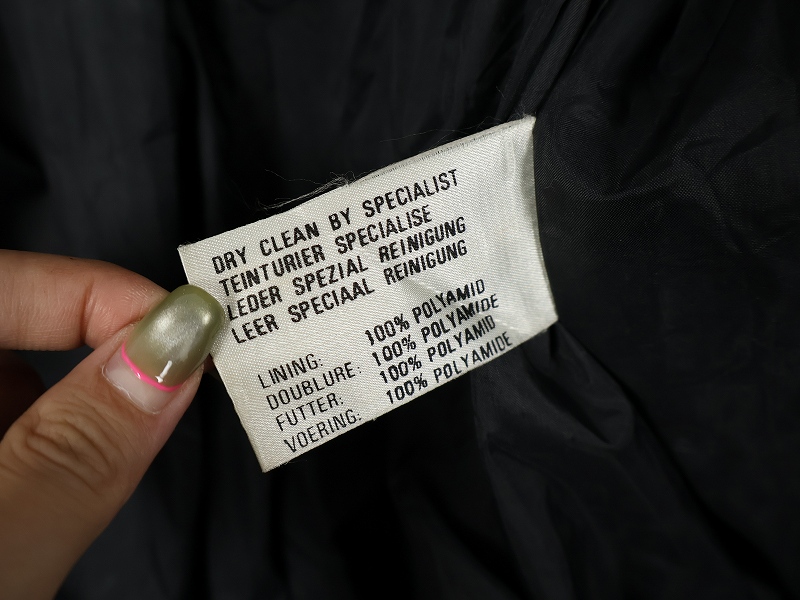 DRY CLEAN BY SPECIALIST
TEINTURIER SPECIALISE
LEDER SPEZIAL REINIGUNG
LEER SPECIAAL REINIGUNG
LINING: 100% POLYAMID
DOUBLURE: 100% POLYAMIDE
FUTTER: 100% POLYAMID
VOERING: 100% POLYAMIDE